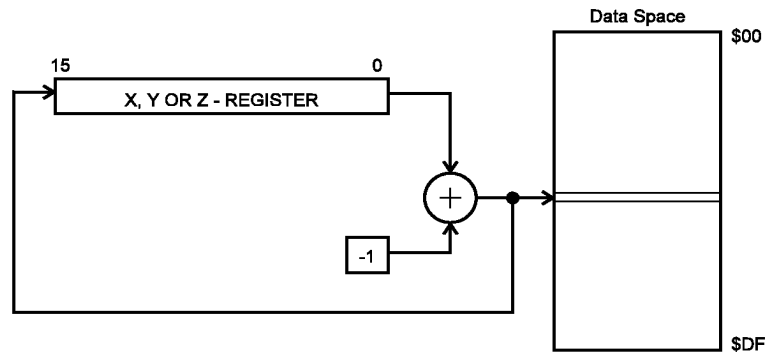 Data Space
$00
15
0
X, Y OR Z - REGISTER
+
-1
$DF